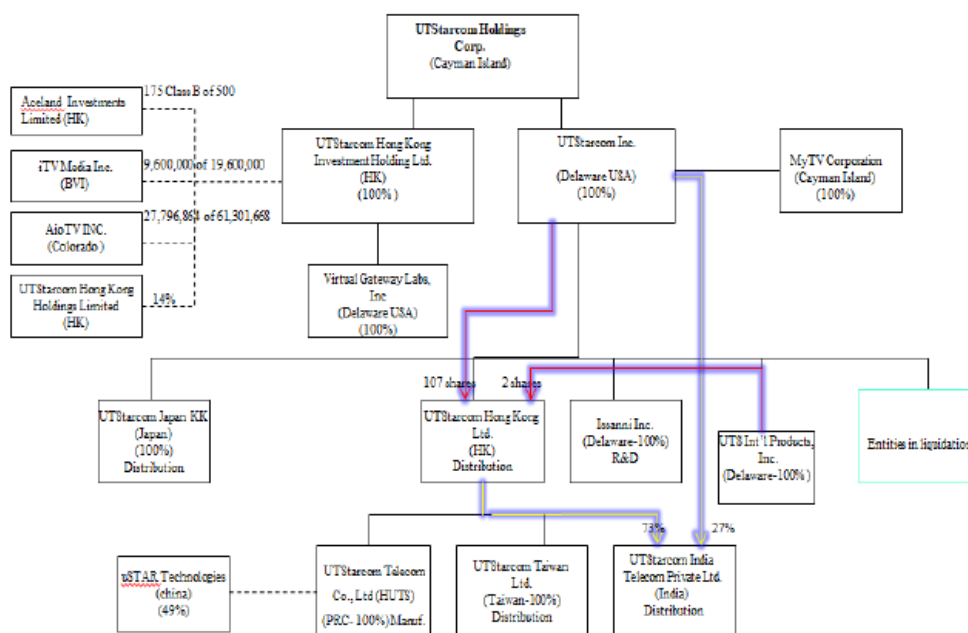 UTStarcom Holdings
Corp.
(Cayman Island)
Aceland Investments
Limited (HK)
175 Class B of 500
iTV Media Inc.
(BVI)
9,600,000 of 19,600,000
AioTV INC.
(Colorado )
27,796,864 of 61,301,668
UTStarcom Hong Kong
Holdings Limited
(HK)
14%
UTStarcom Hong Kong
Investment Holding Ltd.
(HK)
(100% )
UTStarcom Inc.
(Delaware USA)
(100%)
MyTV Corporation
(Cayman Island)
(100%)
Virtual Gateway Labs,
Inc
(Delaware USA)
(100%)
107 shares
2 shares
UTStarcom Japan KK
(Japan)
(100%)
Distribution
UTStarcom Hong Kong
Ltd.
(HK)
Distribution
Issanni Inc.
(Delaware-100%)
R&D
UTS Int'l Products,
Inc.
(Delaware-100% )
Entities in liquidation
73%
27%
uSTAR Technologies
(china)
(49%)
UTStarcom Telecom
Co., Ltd (HUTS)
(PRC- 100%) Manuf.
UTStarcom Taiwan
Ltd.
(Taiwan-100%)
Distribution
UTStarcom India
Telecom Private Ltd.
(India)
Distribution